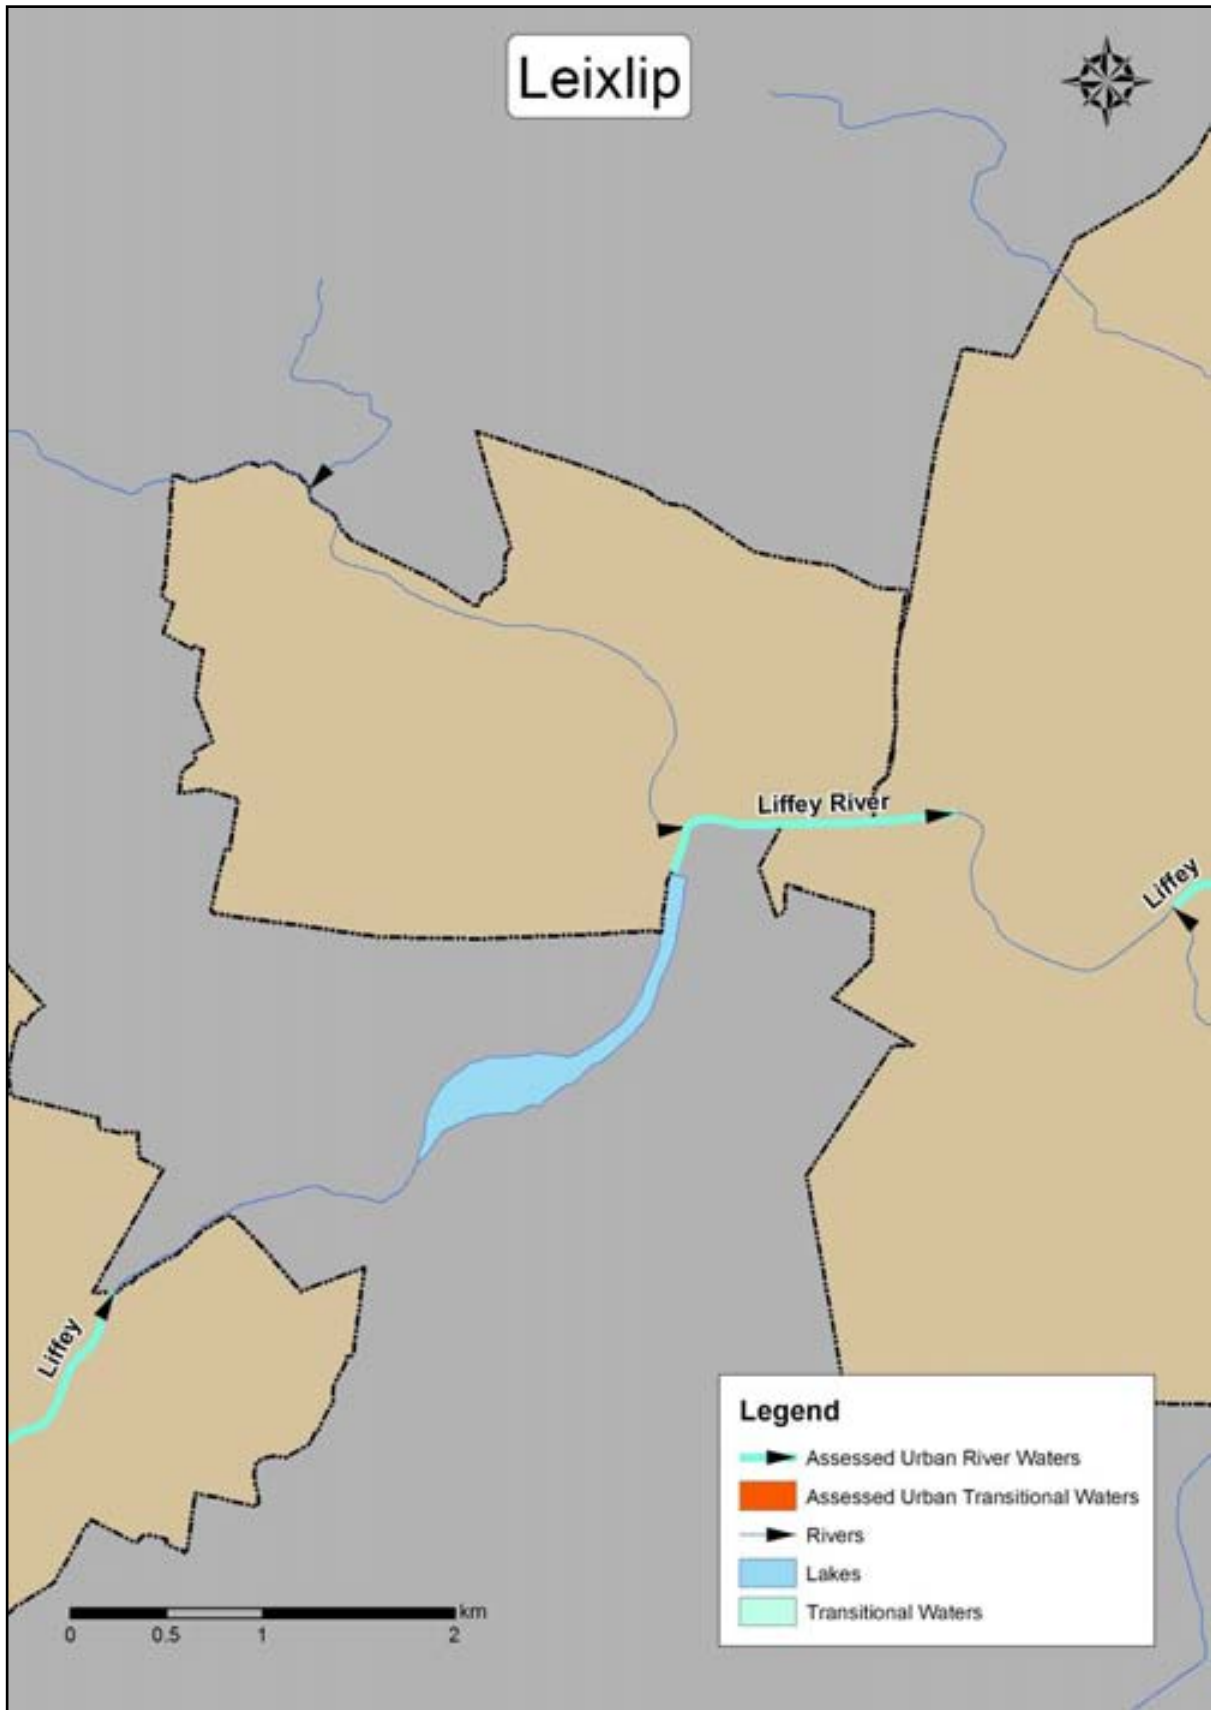 Leixlip
Liffey River
Liffey
Liffey
Legend
Assessed Urban River Waters
Assessed Urban Transitional Waters
Rivers
Lakes
Transitional Waters
km
0 0.5 1 2